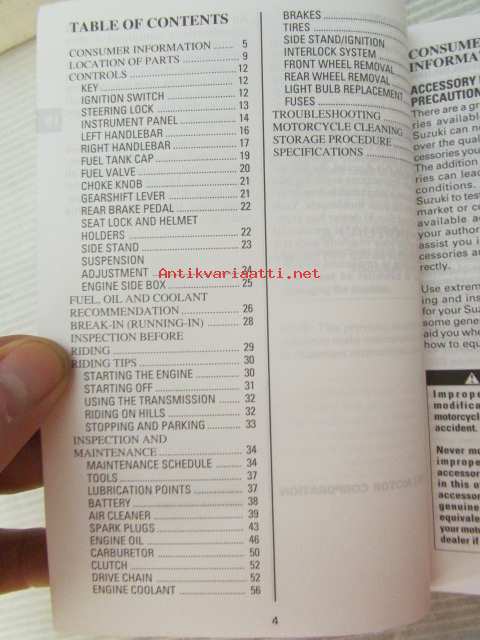 TABLE OF CONTENTS
CONSUMER INFORMATION ...... 5
LOCATION OF PARTS ...... 9
CONTROLS ...... 12
KEY ...... 12
IGNITION SWITCH ...... 12
STEERING LOCK ...... 13
INSTRUMENT PANEL ...... 14
LEFT HANDLEBAR ...... 16
RIGHT HANDLEBAR ...... 17
FUEL TANK CAP ...... 19
FUEL VALVE ...... 20
CHOKE KNOB ...... 21
GEARSHIFT LEVER ...... 21
REAR BRAKE PEDAL ...... 22
SEAT LOCK AND HELMET
HOLDERS ...... 22
SIDE STAND ...... 23
SUSPENSION
ADJUSTMENT ...... 24
ENGINE SIDE BOX ...... 25
FUEL, OIL AND COOLANT
RECOMMENDATION ...... 26
BREAK-IN (RUNNING-IN) ...... 28
INSPECTION BEFORE
RIDING ...... 29
RIDING TIPS ...... 30
STARTING THE ENGINE ...... 30
STARTING OFF ...... 31
USING THE TRANSMISSION ...... 32
RIDING ON HILLS ...... 32
STOPPING AND PARKING ...... 33
INSPECTION AND
MAINTENANCE ...... 34
MAINTENANCE SCHEDULE ...... 34
TOOLS ...... 37
LUBRICATION POINTS ...... 37
BATTERY ...... 38
AIR CLEANER ...... 39
SPARK PLUGS ...... 43
ENGINE OIL ...... 46
CARBURETOR ...... 50
CLUTCH ...... 52
DRIVE CHAIN ...... 52
ENGINE COOLANT ...... 56
BRAKES ......
TIRES ......
SIDE STAND/IGNITION
INTERLOCK SYSTEM
FRONT WHEEL REMOVAL
REAR WHEEL REMOVAL
LIGHT BULB REPLACEMENT
FUSES ......
TROUBLESHOOTING ......
MOTORCYCLE CLEANING
STORAGE PROCEDURE
SPECIFICATIONS ......
4
Antikvariaatti.net
CONSUMER
INFORMAT
ACCESSORY
PRECAUTION
There are a gr
ries availabl
Suzuki can n
over the quali
cessories you
The addition
ries can lead
conditions.
Suzuki to test
market or co
available a
your author
assist you i
cessories a
rectly.
Use extrem
ing and ins
for your Suz
some gene
aid you whe
how to equ
Imprope
modifica
motorcycl
accident.
Never mo
imprope
accessor
in this o
accessor
genuine
equivale
your moto
dealer if